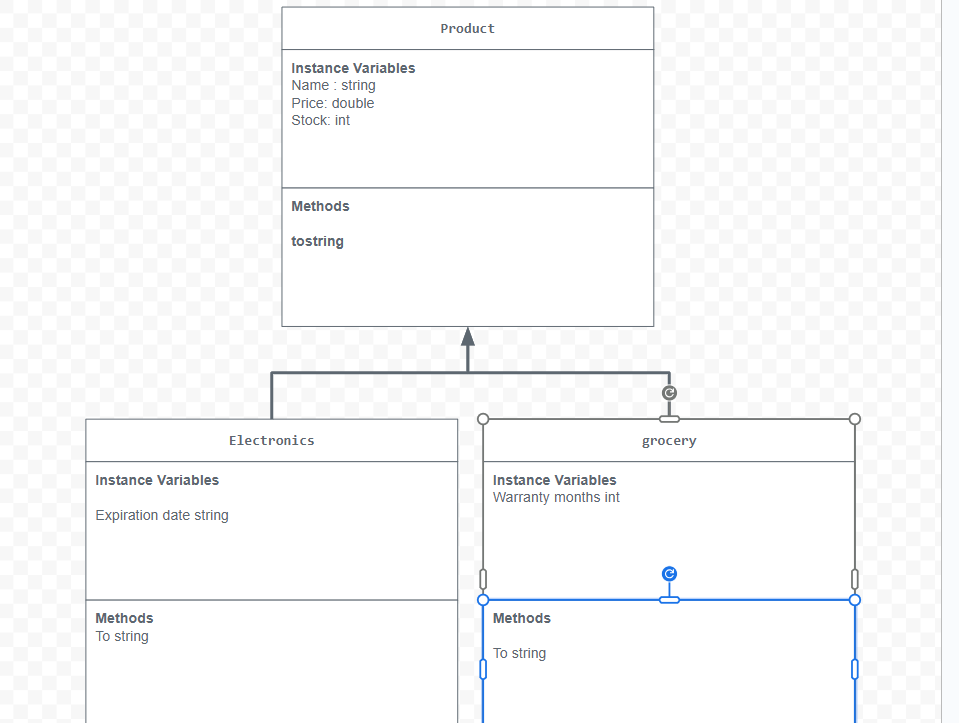 Product
Instance Variables
Name : string
Price: double
Stock: int
Methods
tostring
Electronics
Instance Variables
Expiration date string
Methods
To string
grocery
Instance Variables
Warranty months int
Methods
To string